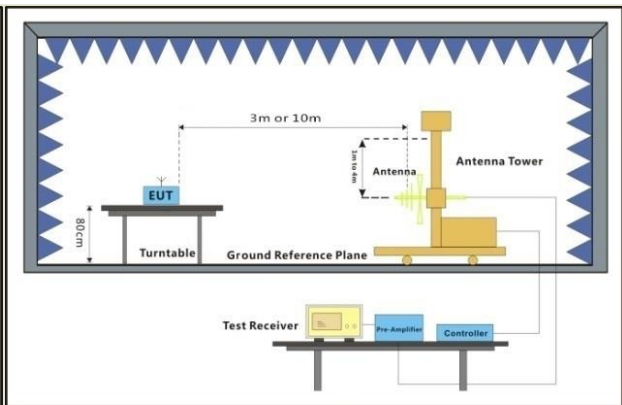 3m or 10m
1m to 4m
Antenna
Antenna Tower
EUT
80cm
Turntable
Ground Reference Plane
Test Receiver
Pre-Amplifier
Controller